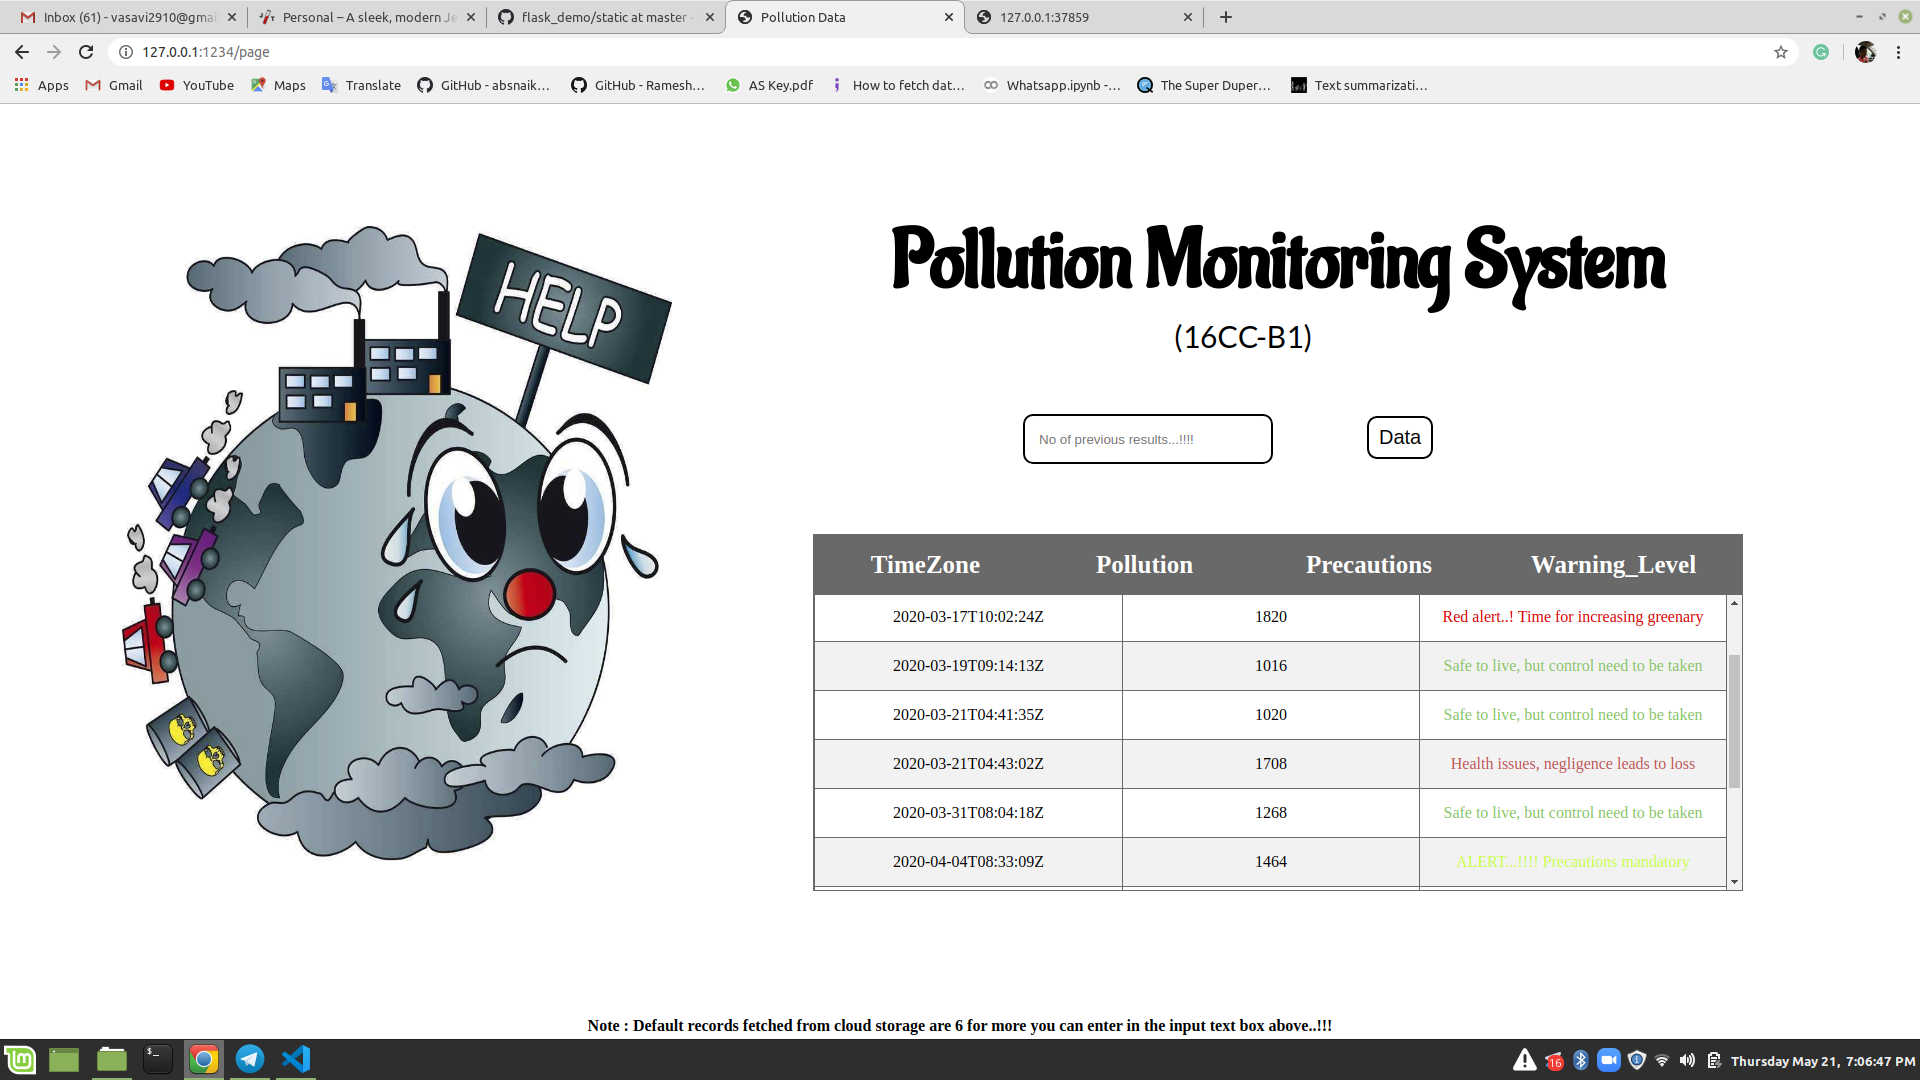 Inbox (61) - vasavi2910@gmai
Personal – A sleek, modern Je
flask_demo/static at master
Pollution Data
127.0.0.1:37859
127.0.0.1:1234/page
Apps
Gmail
YouTube
Maps
Translate
GitHub - absnaik...
GitHub - Ramesh...
AS Key.pdf
How to fetch dat...
Whatsapp.ipynb -...
The Super Duper...
Text summarizati...
HELP
Pollution Monitoring System
(16CC-B1)
No of previous results...!!!!
Data
TimeZone Pollution Precautions Warning_Level
2020-03-17T10:02:24Z 1820 Red alert..! Time for increasing greenary
2020-03-19T09:14:13Z 1016 Safe to live, but control need to be taken
2020-03-21T04:41:35Z 1020 Safe to live, but control need to be taken
2020-03-21T04:43:02Z 1708 Health issues, negligence leads to loss
2020-03-31T08:04:18Z 1268 Safe to live, but control need to be taken
2020-04-04T08:33:09Z 1464 ALERT...!!!! Precautions mandatory
Note : Default records fetched from cloud storage are 6 for more you can enter in the input text box above..!!!
16
Thursday May 21, 7:06:47 PM